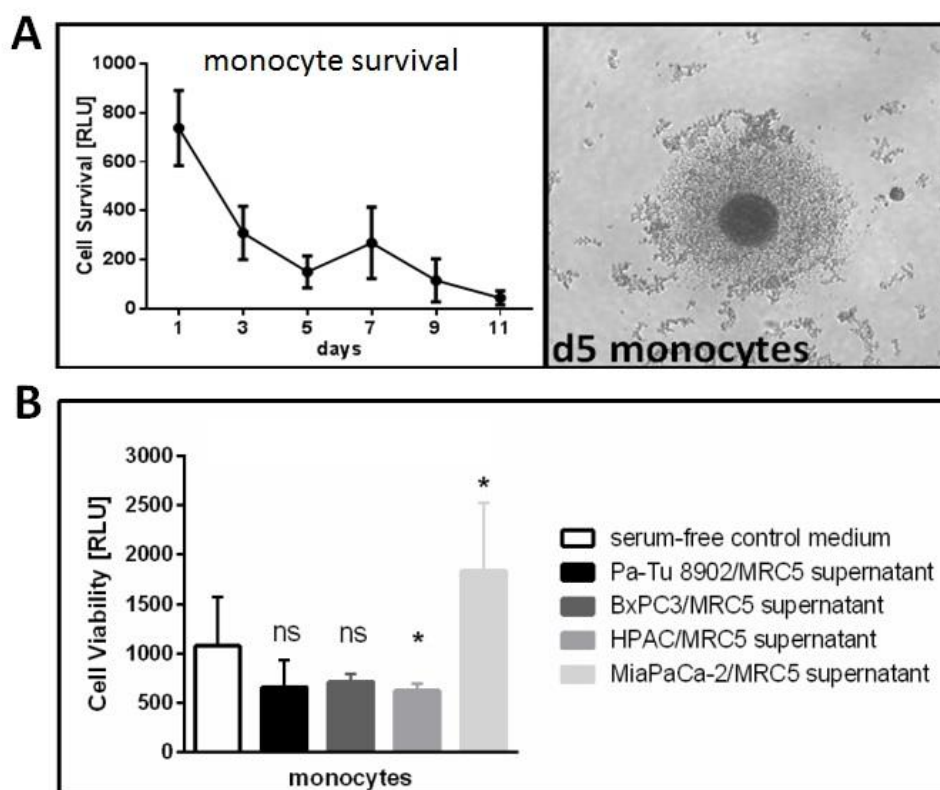 A
monocyte survival
Cell Survival [RLU]
1000
800
600
400
200
0
1 3 5 7 9 11
days
d5 monocytes
B
Cell Viability [RLU]
3000
2500
2000
1500
1000
500
0
ns ns * *
monocytes
serum-free control medium
Pa-Tu 8902/MRC5 supernatant
BxPC3/MRC5 supernatant
HPAC/MRC5 supernatant
MiaPaCa-2/MRC5 supernatant